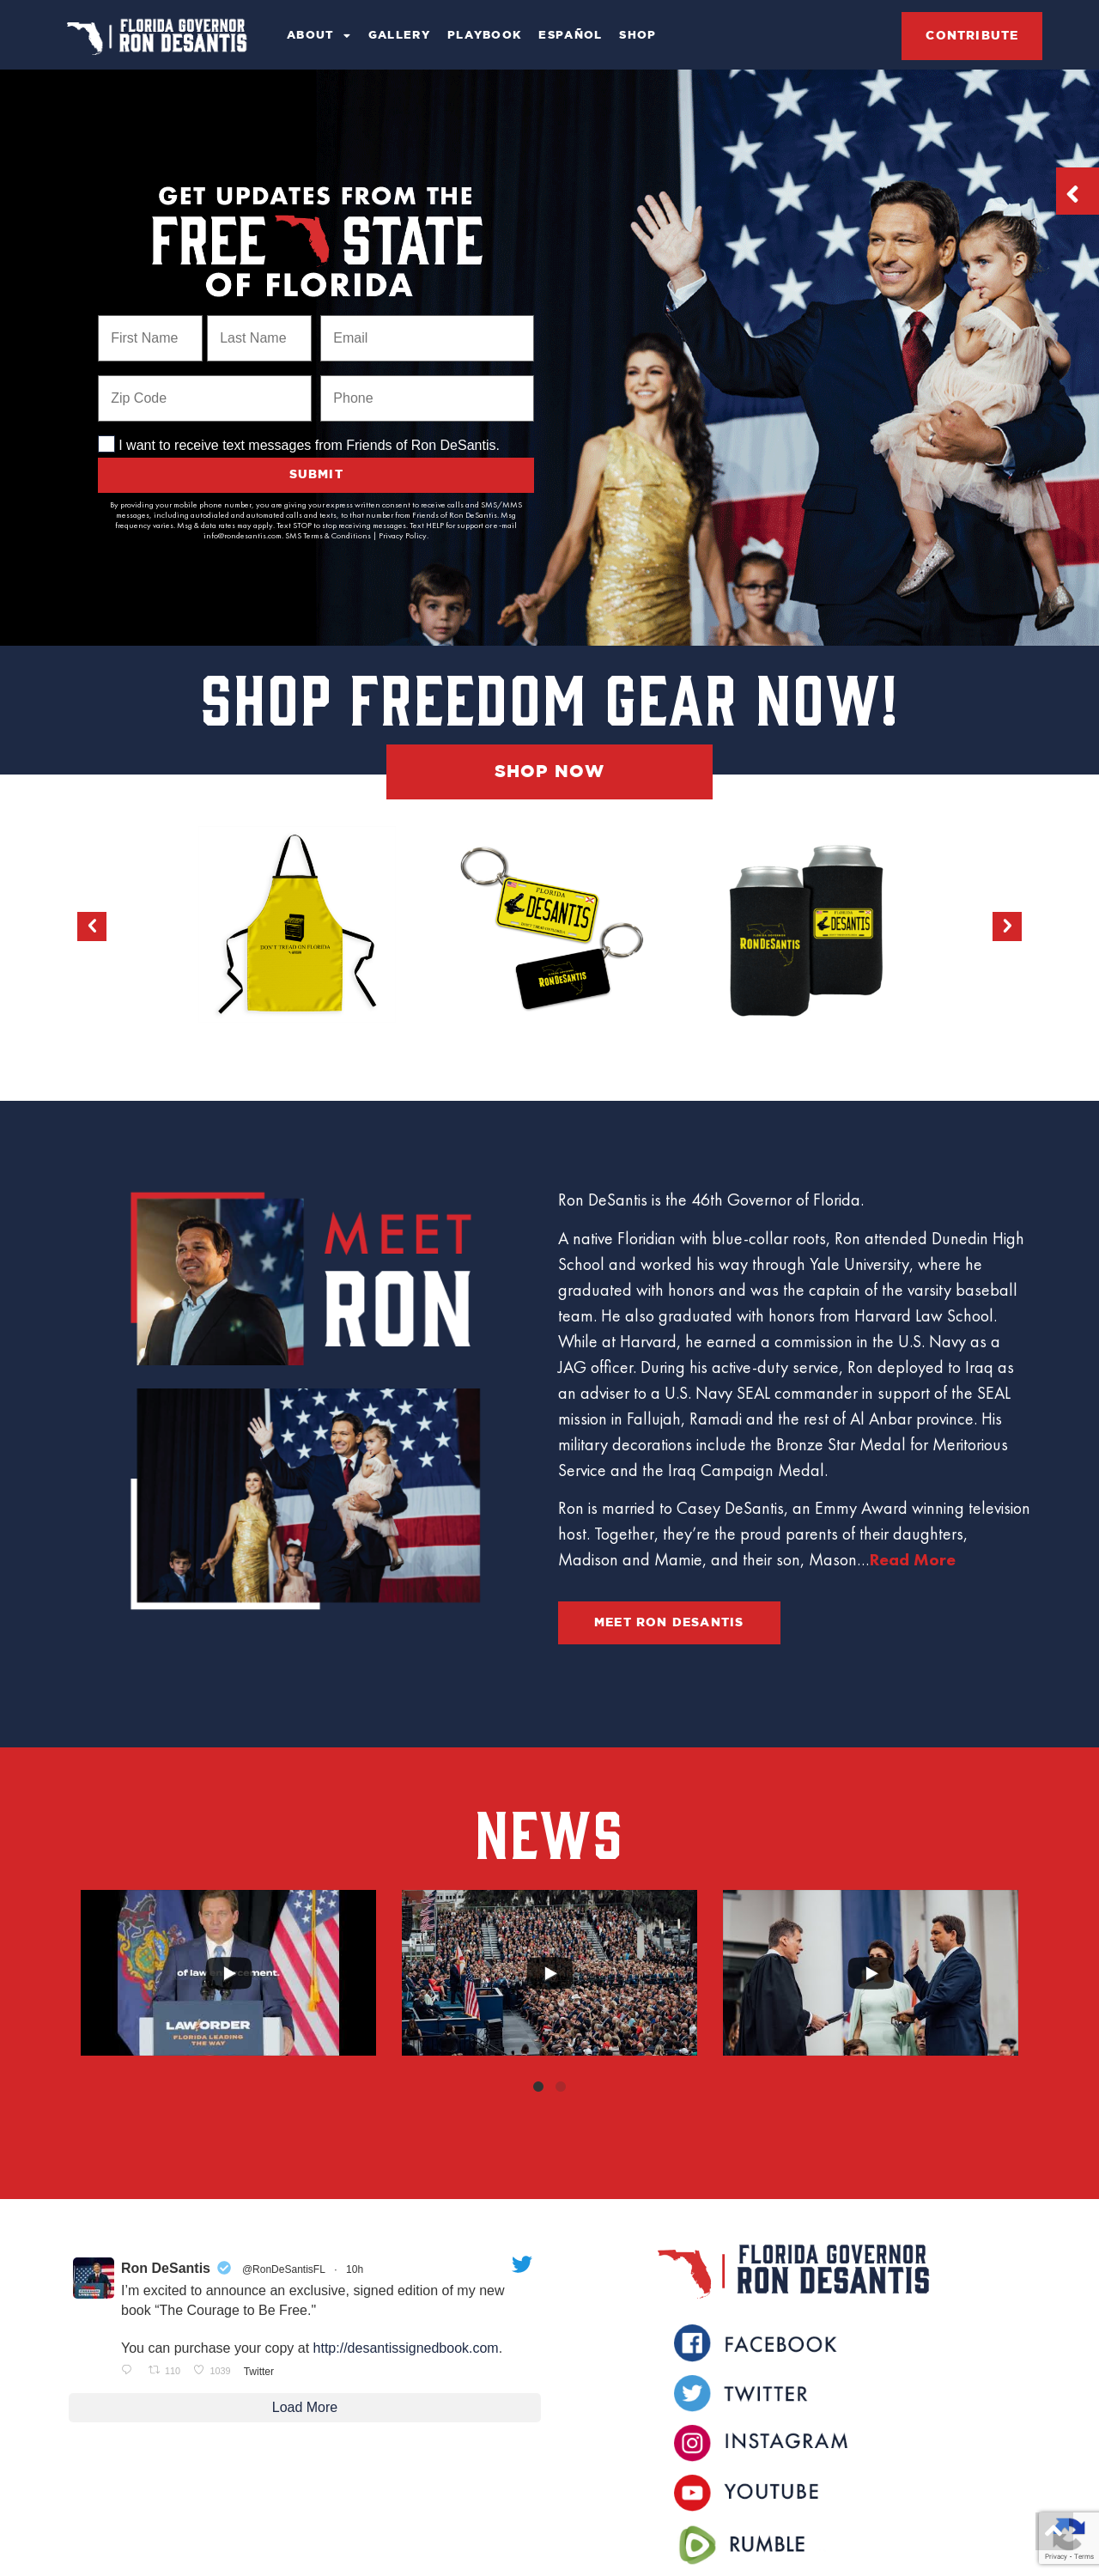 FLORIDA GOVERNOR
RON DESANTIS
ABOUT GALLERY PLAYBOOK ESPAÑOL SHOP
CONTRIBUTE
GET UPDATES FROM THE
FREE STATE
OF FLORIDA
First Name Last Name Email
Zip Code Phone
I want to receive text messages from Friends of Ron DeSantis.
SUBMIT
By providing your mobile phone number, you are giving your express written consent to receive calls and SMS/MMS
messages, including autodialed and automated calls and texts, to that number from Friends of Ron DeSantis. Msg
frequency varies. Msg & data rates may apply. Text STOP to stop receiving messages. Text HELP for support or e-mail
info@rondesantis.com. SMS Terms & Conditions | Privacy Policy.
SHOP FREEDOM GEAR NOW!
SHOP NOW
DON'T TREAD ON FLORIDA
FLORIDA
DESANTIS
DON'T TREAD ON FLORIDA
RON DESANTIS
FLORIDA GOVERNOR
RON DESANTIS
FLORIDA
DESANTIS
MEET
RON
Ron DeSantis is the 46th Governor of Florida.
A native Floridian with blue-collar roots, Ron attended Dunedin High
School and worked his way through Yale University, where he
graduated with honors and was the captain of the varsity baseball
team. He also graduated with honors from Harvard Law School.
While at Harvard, he earned a commission in the U.S. Navy as a
JAG officer. During his active-duty service, Ron deployed to Iraq as
an adviser to a U.S. Navy SEAL commander in support of the SEAL
mission in Fallujah, Ramadi and the rest of Al Anbar province. His
military decorations include the Bronze Star Medal for Meritorious
Service and the Iraq Campaign Medal.
Ron is married to Casey DeSantis, an Emmy Award winning television
host. Together, they're the proud parents of their daughters,
Madison and Mamie, and their son, Mason...Read More
MEET RON DESANTIS
NEWS
of law enforcement.
LAW&ORDER
FLORIDA LEADING
THE WAY
Ron DeSantis @RonDeSantisFL · 10h
I'm excited to announce an exclusive, signed edition of my new
book “The Courage to Be Free."
You can purchase your copy at http://desantissignedbook.com.
110 1039 Twitter
Load More
FLORIDA GOVERNOR
RON DESANTIS
FACEBOOK
TWITTER
INSTAGRAM
YOUTUBE
RUMBLE
Privacy - Terms